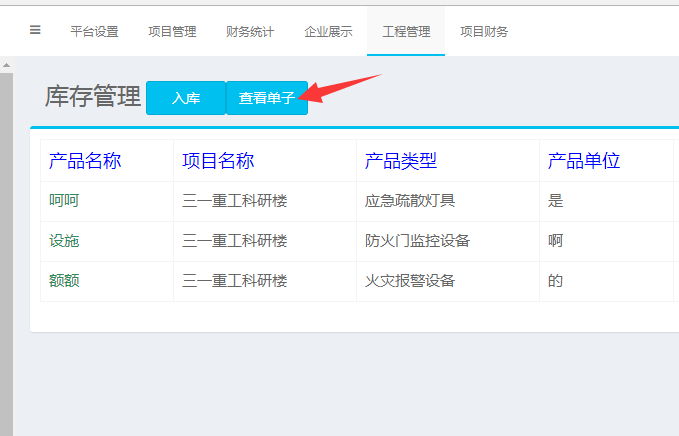 平台设置 项目管理 财务统计 企业展示 工程管理 项目财务
库存管理 入库 查看单子
产品名称 项目名称 产品类型 产品单位
呵呵 三一重工科研楼 应急疏散灯具 是
设施 三一重工科研楼 防火门监控设备 啊
额额 三一重工科研楼 火灾报警设备 的